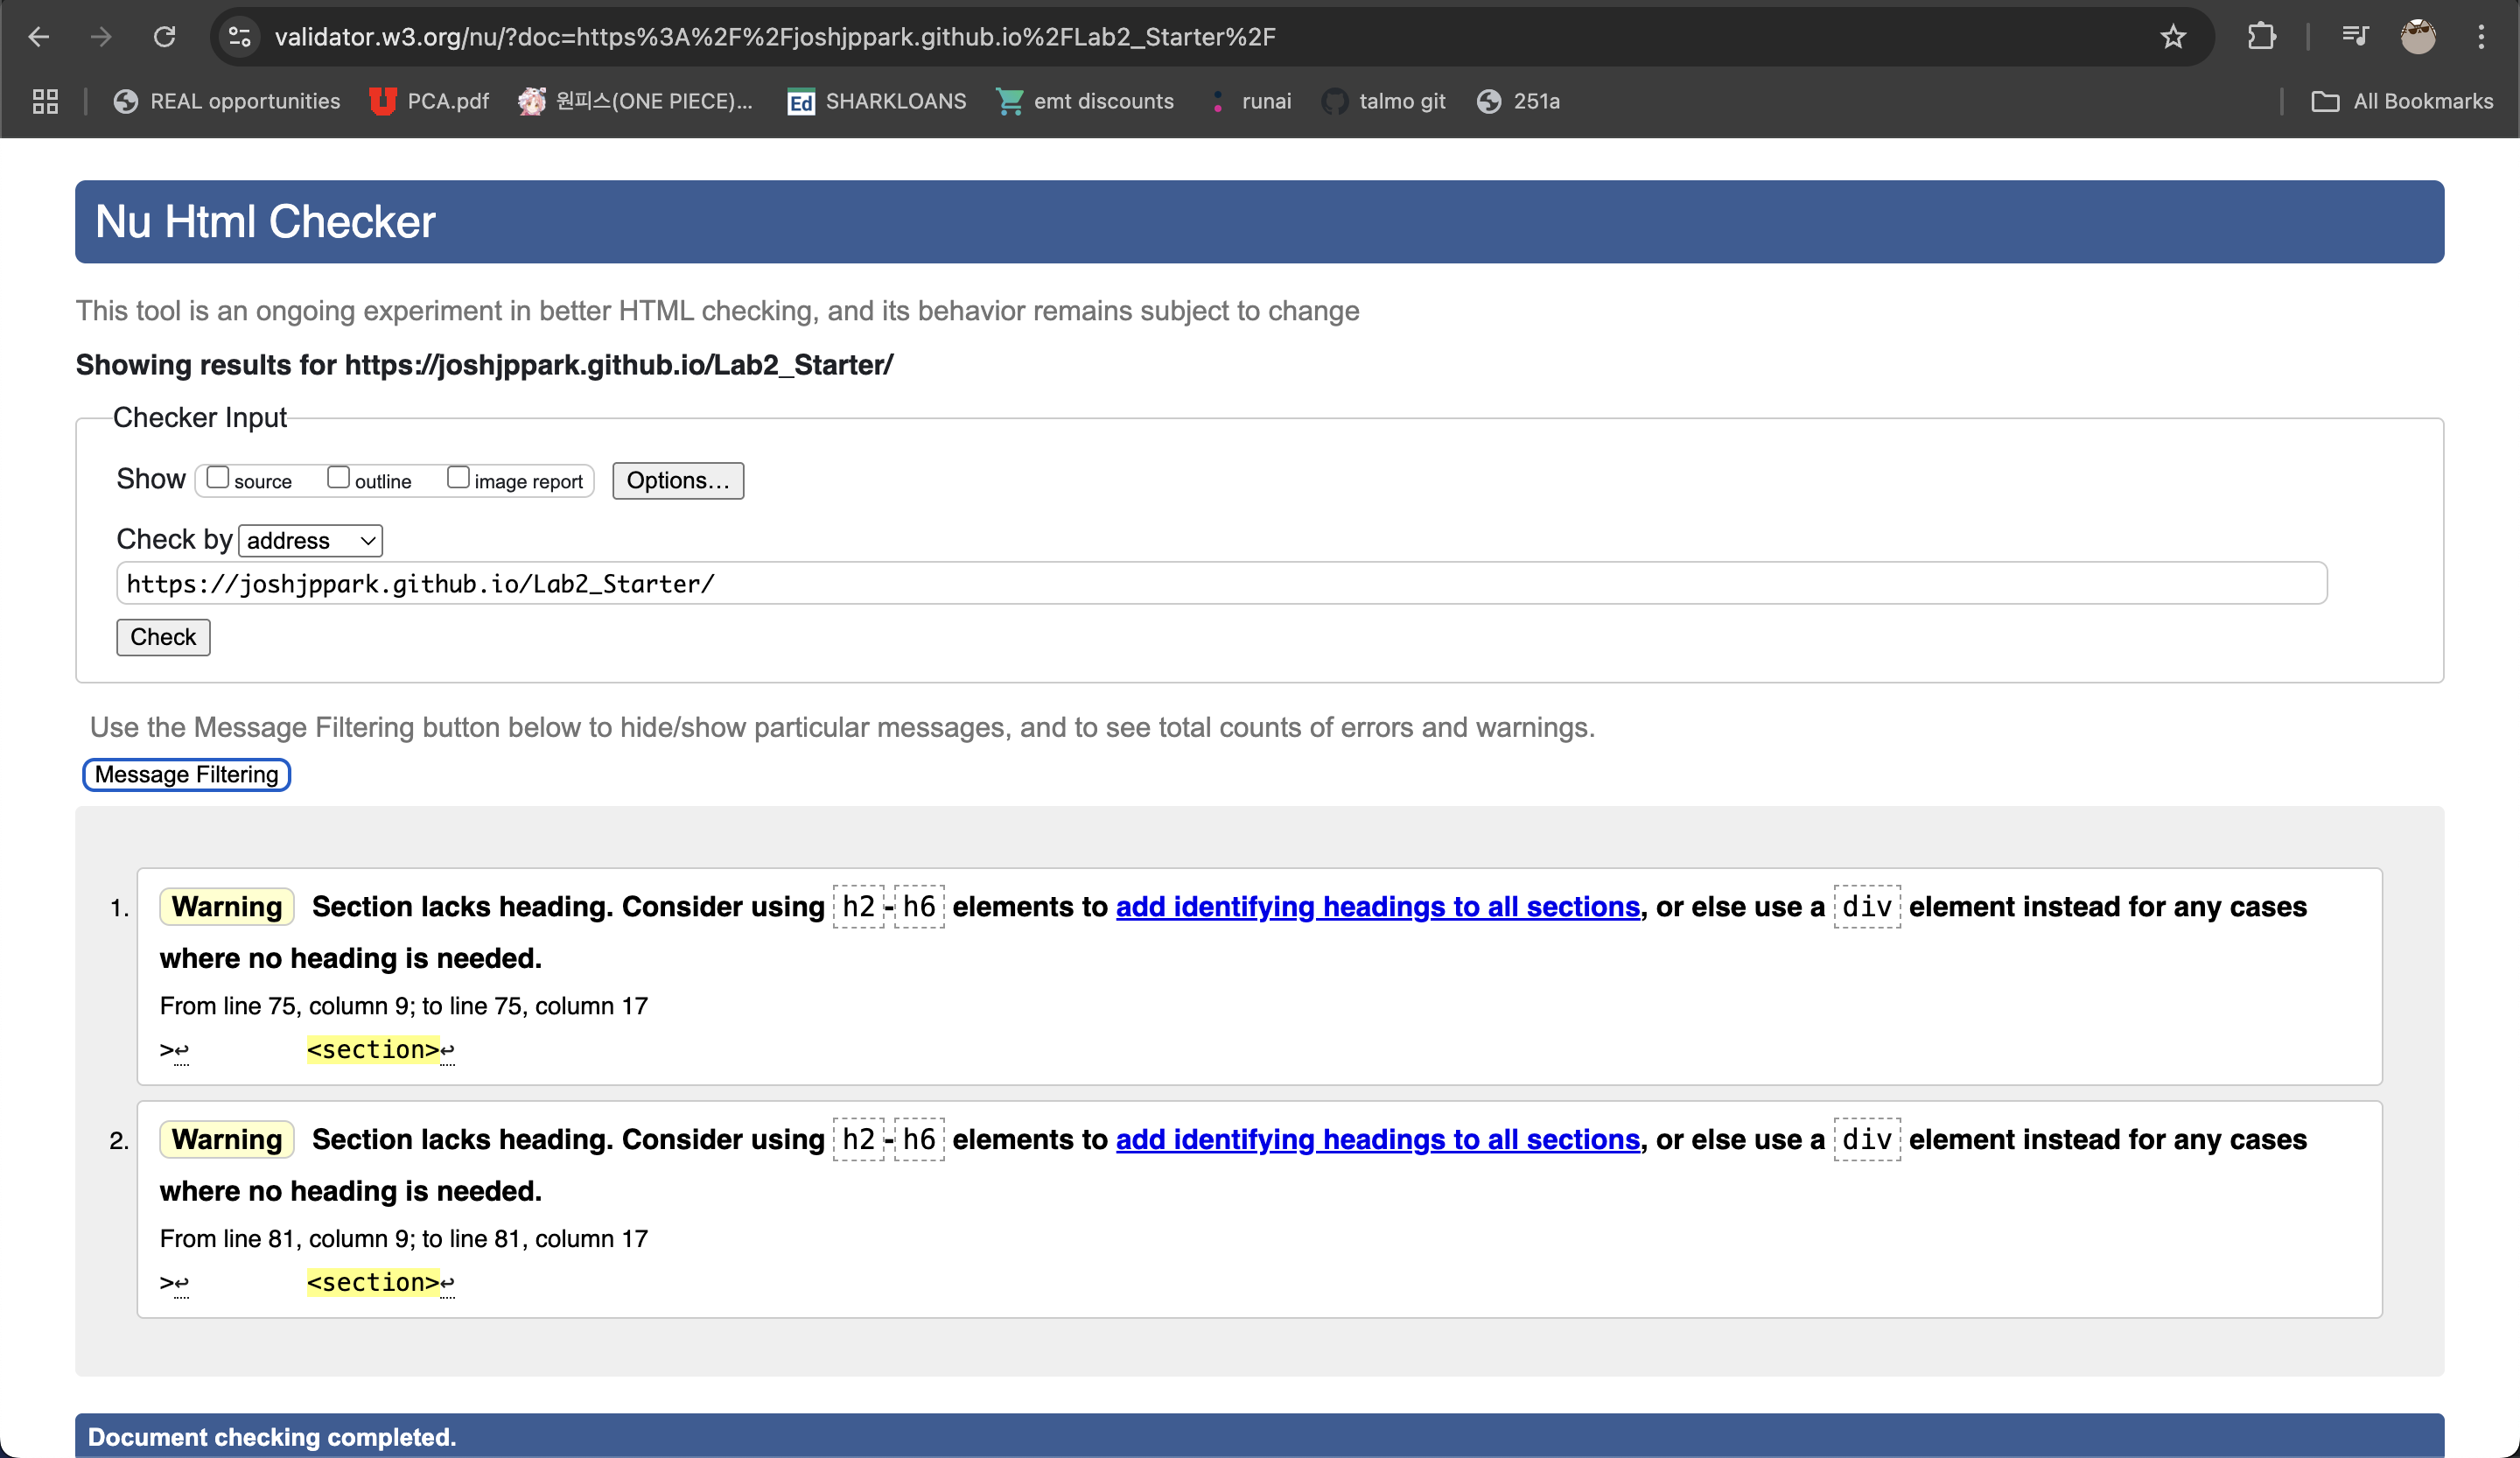 validator.w3.org/nu/?doc=https%3A%2F%2Fjoshjppark.github.io%2FLab2_Starter%2F
REAL opportunities PCA.pdf 원피스(ONE PIECE)... Ed SHARKLOANS emt discounts runai talmo git 251a All Bookmarks
Nu Html Checker
This tool is an ongoing experiment in better HTML checking, and its behavior remains subject to change
Showing results for https://joshjppark.github.io/Lab2_Starter/
Checker Input
Show source outline image report Options...
Check by address
https://joshjppark.github.io/Lab2_Starter/
Check
Use the Message Filtering button below to hide/show particular messages, and to see total counts of errors and warnings.
Message Filtering
1. Warning Section lacks heading. Consider using h2-h6 elements to add identifying headings to all sections, or else use a div element instead for any cases
where no heading is needed.
From line 75, column 9; to line 75, column 17
>↩ <section>↩
2. Warning Section lacks heading. Consider using h2-h6 elements to add identifying headings to all sections, or else use a div element instead for any cases
where no heading is needed.
From line 81, column 9; to line 81, column 17
>↩ <section>↩
Document checking completed.